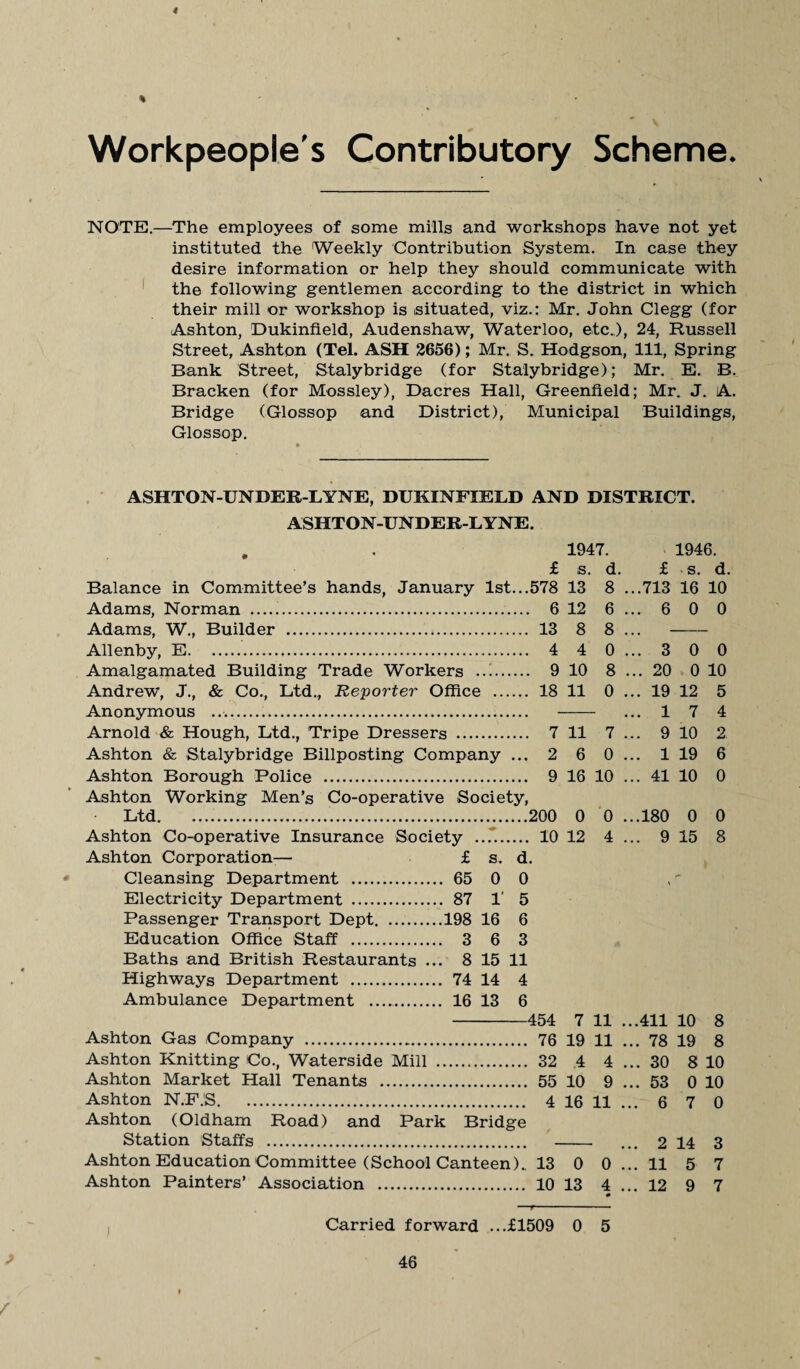 Workpeople's Contributory Scheme.
NOTE.—The employees of some mills and workshops have not yet
instituted the Weekly Contribution System. In case they
desire information or help they should communicate with
the following gentlemen according to the district in which
their mill or workshop is situated, viz.: Mr. John Clegg (for
Ashton, Dukinfield, Audenshaw, Waterloo, etc.), 24, Russell
Street, Ashton (Tel. ASH 2656); Mr. S. Hodgson, 111, Spring
Bank Street, Stalybridge (for Stalybridge); Mr. E. B.
Bracken (for Mossley), Dacres Hall, Greenfield; Mr. J. A.
Bridge (Glossop and District), Municipal Buildings,
Glossop.
ASHTON-UNDER-LYNE, DUKINFIELD AND DISTRICT.
ASHTON-UNDER-LYNE.
1947. 1946.
£ s. d. £ s. d.
Balance in Committee's hands, January 1st...578 13 8 ...713 16 10
Adams, Norman ........ 6 12 6 ... 6 0 0
Adams, W., Builder ........ 13 8 8 ... ——
Allenby, E. ........ 4 4 0 ... 3 0 0
Amalgamated Building Trade Workers ........ 9 10 8 ... 20 0 10
Andrew, J., & Co., Ltd., Reporter Office ...... 18 11 0 ... 19 12 5
Anonymous ........ —— ... 1 7 4
Arnold & Hough, Ltd., Tripe Dressers ........ 7 11 7 ... 9 10 2
Ashton & Stalybridge Billposting Company ... 2 6 0 ... 1 19 6
Ashton Borough Police ........ 9 16 10 ... 41 10 0
Ashton Working Men's Co-operative Society,
Ltd. ........200 0 0 ...180 0 0
Ashton Co-operative Insurance Society ........ 10 12 4 ... 9 15 8
Ashton Corporation— £ s. d.
Cleansing Department ........ 65 0 0
Electricity Department ........ 87 1 5
Passenger Transport Dept. ........198 16 6
Education Office Staff ........ 3 6 3
Baths and British Restaurants ... 8 15 11
Highways Department ........ 74 14 4
Ambulance Department ........ 16 13 6
——454 7 11 ...411 10 8
Ashton Gas Company ........ 76 19 11 ... 78 19 8
Ashton Knitting Co., Waterside Mill ........ 32 4 4 ... 30 8 10
Ashton Market Hall Tenants ........ 55 10 9 ... 53 0 10
Ashton N.F.S. ........ 4 16 11 ... 6 7 0
Ashton (Oldham Road) and Park Bridge
Station Staffs ........ —— ... 2 14 3
Ashton Education Committee (School Canteen).. 13 0 0 ... 11 5 7
Ashton Painters' Association ........ 10 13 4 ... 12 9 7
Carried forward ...£1509 0 5
46